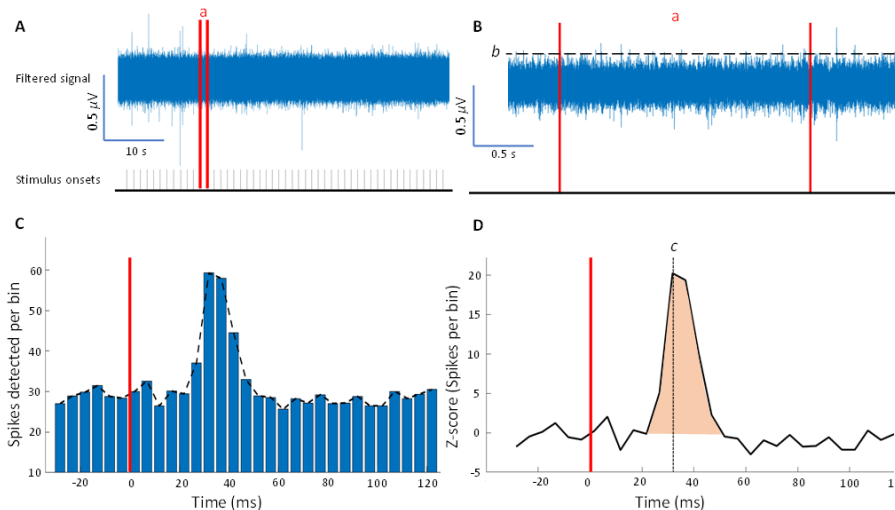 A
a
Filtered signal
0.5 μV
10 s
Stimulus onsets
B
a
b
0.5 μV
0.5 s
C
Spikes detected per bin
60
50
40
30
20
10
-20
0
20
40
60
80
100
120
Time (ms)
D
c
Z-score (Spikes per bin)
20
15
10
5
0
-5
-20
0
20
40
60
80
100
Time (ms)